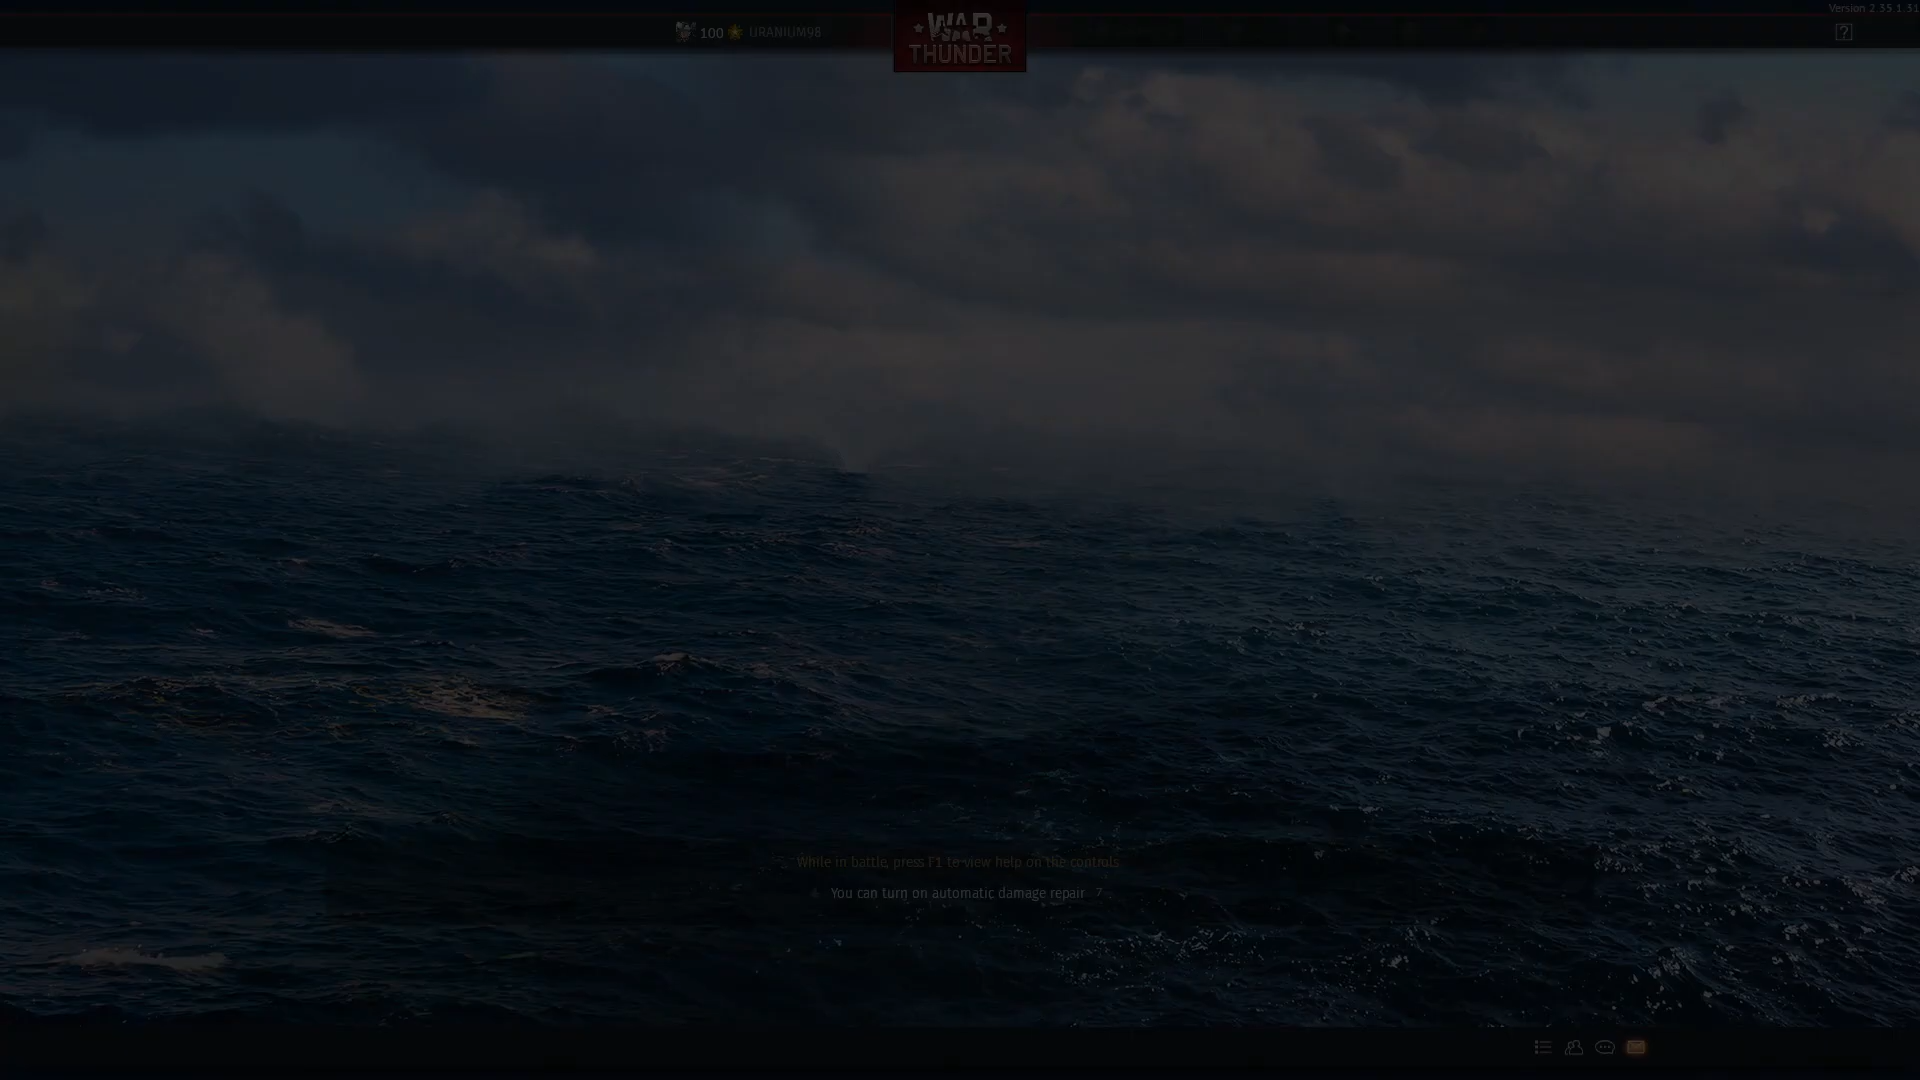 Version 2.35.1.31
100 URANIUM98
WAR
THUNDER
While in battle, press F1 to view help on the controls
You can turn on automatic damage repair 7